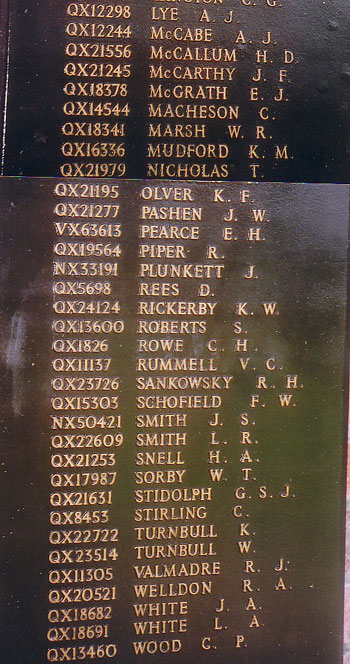 C. G.
QX12298 LYE A. J.
QX12244 McCABE A. J.
QX21556 McCALLUM H. D.
QX21245 McCARTHY J. F.
QX18378 McGRATH E. J.
QX14544 MACHESON C.
QX18341 MARSH W. R.
QX16336 MUDFORD K. M.
QX21979 NICHOLAS T.
QX21195 OLVER K. F.
QX21277 PASHEN J. W.
VX63613 PEARCE E. H.
QX19564 PIPER R.
NX33191 PLUNKETT J.
QX5698 REES D.
QX24124 RICKERBY K. W.
QX13600 ROBERTS S.
QX1826 ROWE C. H.
QX11137 RUMMELL V. C.
QX23726 SANKOWSKY R. H.
QX15303 SCHOFIELD F. W.
NX50421 SMITH J. S.
QX22609 SMITH L. R.
QX21253 SNELL H. A.
QX17987 SORBY W. T.
QX21631 STIDOLPH G. S. J.
QX8453 STIRLING C.
QX22722 TURNBULL K.
QX23514 TURNBULL W.
QX11305 VALMADRE R. J.
QX20521 WELLDON R. A.
QX18682 WHITE J. A.
QX18691 WHITE L. A.
QX13460 WOOD C. P.